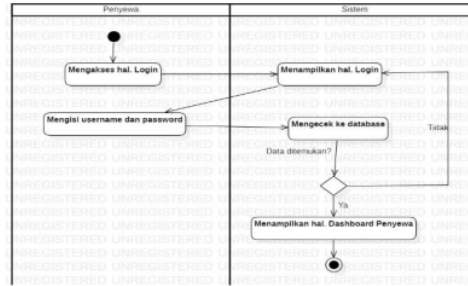 Penyewa
Sistem
Mengakses hal. Login
Menampilkan hal. Login
Mengisi username dan password
Mengecek ke database
Tidak
Data ditemukan?
Ya
Menampilkan hal. Dashboard Penyewa
UNREGISTERED